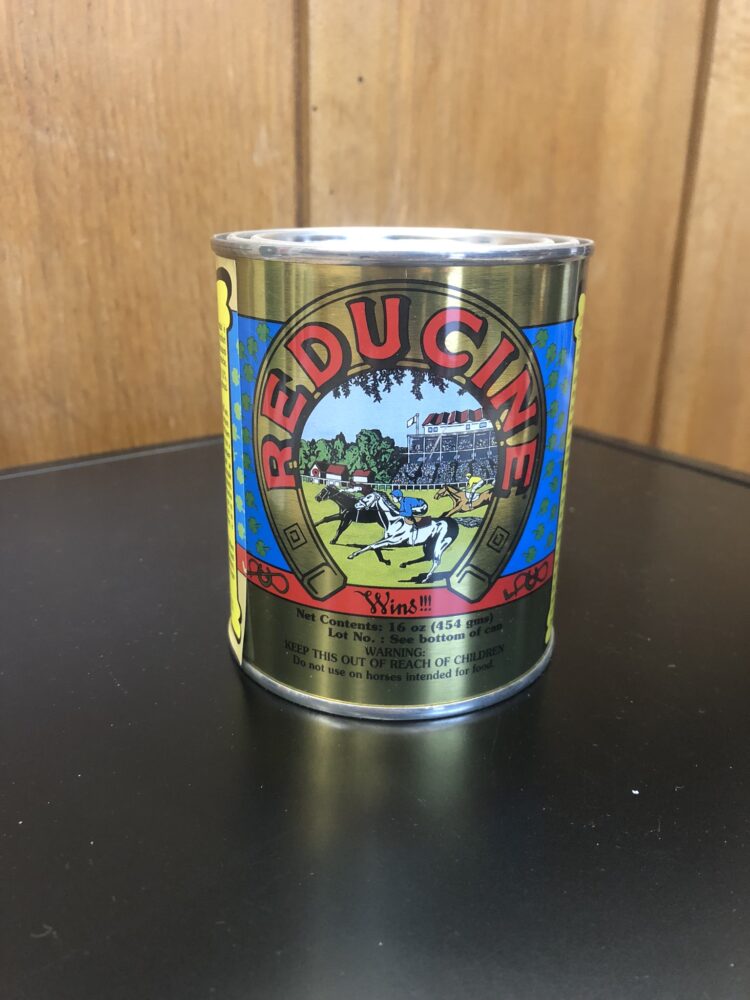 REDUCINE
Wins!!!
Net Contents: 16 oz (454 gms)
Lot No. : See bottom of can
WARNING:
KEEP THIS OUT OF REACH OF CHILDREN
Do not use on horses intended for food.